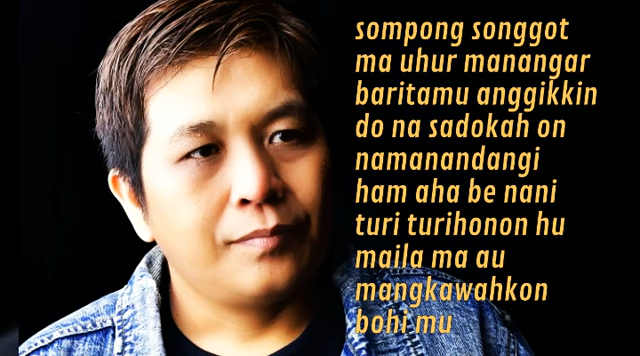 sompong songgot
ma uhur manangar
baritamu anggikkin
do na sadokah on
namanandangi
ham aha be nani
turi turihonon hu
maila ma au
mangkawahkon
bohi mu